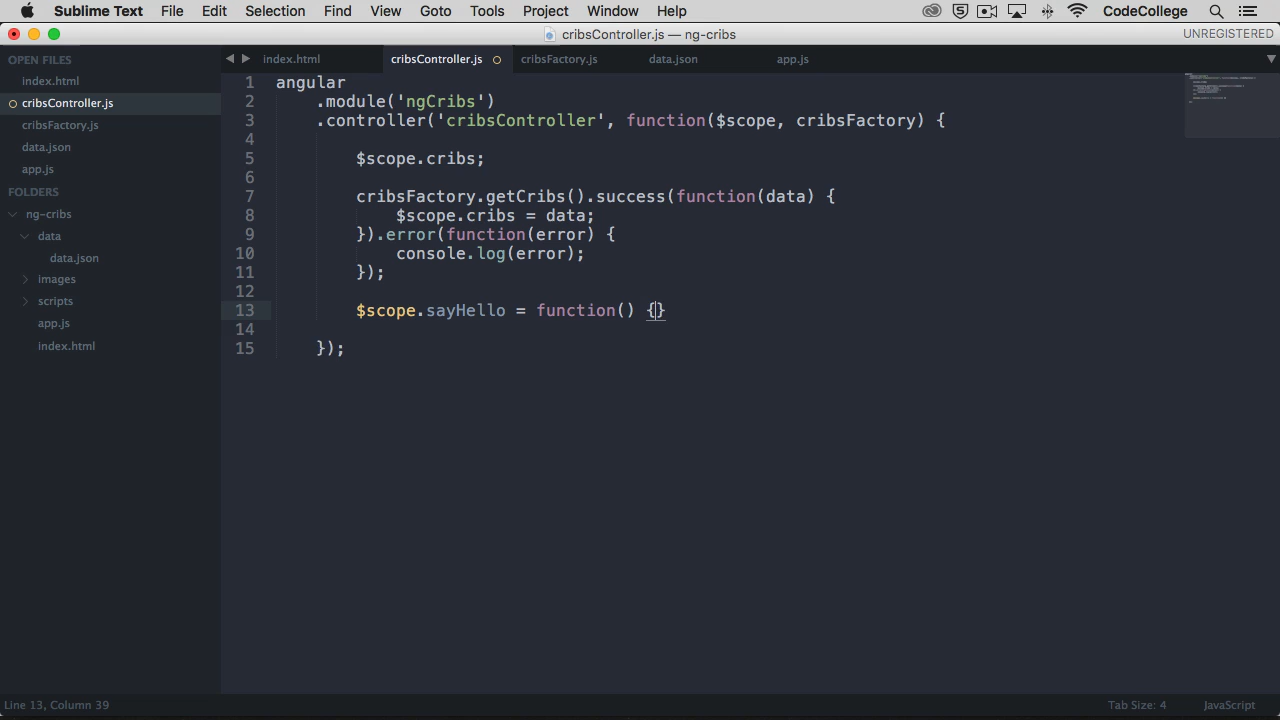 Sublime Text File Edit Selection Find View Goto Tools Project Window Help CodeCollege
cribsController.js — ng-cribs UNREGISTERED
OPEN FILES
index.html
cribsController.js
cribsFactory.js
data.json
app.js
FOLDERS
ng-cribs
data
data.json
images
scripts
app.js
index.html
index.html cribsController.js cribsFactory.js data.json app.js
1 angular
2 .module('ngCribs')
3 .controller('cribsController', function($scope, cribsFactory) {
4
5 $scope.cribs;
6
7 cribsFactory.getCribs().success(function(data) {
8 $scope.cribs = data;
9 }).error(function(error) {
10 console.log(error);
11 });
12
13 $scope.sayHello = function() {}
14
15 });
Line 13, Column 39 Tab Size: 4 JavaScript